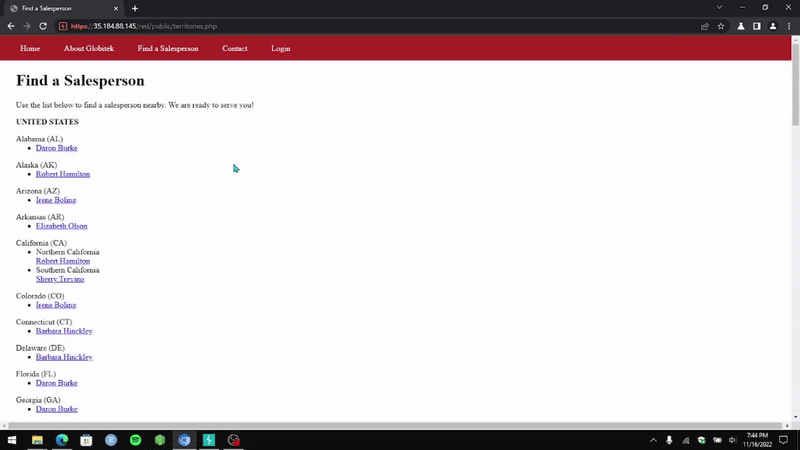 Find a Salesperson
https://35.184.88.145/red/public/territories.php
Home About Globitek Find a Salesperson Contact Login
Find a Salesperson
Use the list below to find a salesperson nearby. We are ready to serve you!
UNITED STATES
Alabama (AL)
Daron Burke
Alaska (AK)
Robert Hamilton
Arizona (AZ)
Irene Boling
Arkansas (AR)
Elizabeth Olson
California (CA)
Northern California
Robert Hamilton
Southern California
Sherry Trevino
Colorado (CO)
Irene Boling
Connecticut (CT)
Barbara Hinckley
Delaware (DE)
Barbara Hinckley
Florida (FL)
Daron Burke
Georgia (GA)
Daron Burke
7:44 PM
11/16/2022